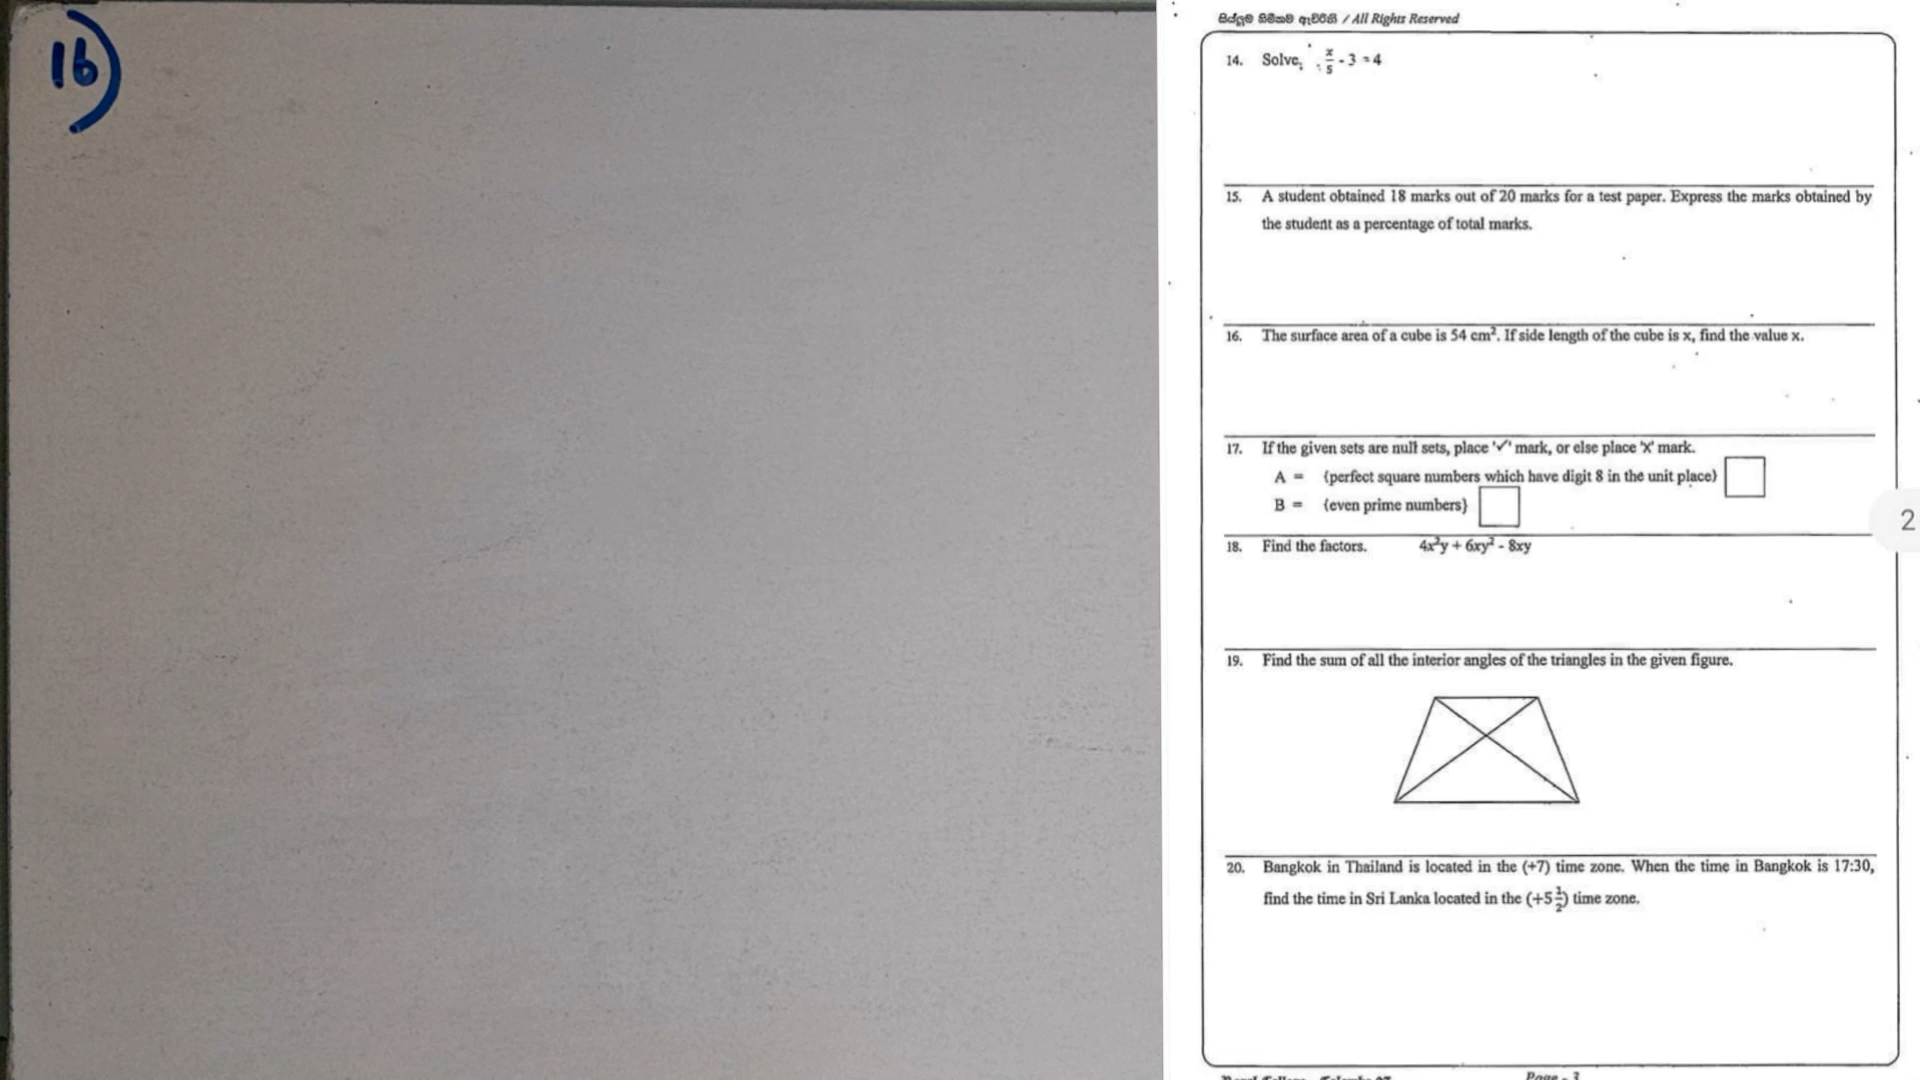 16)
සියලුම හිමිකම් ඇවිරිණි / All Rights Reserved
14. Solve, x/5 - 3 = 4
15. A student obtained 18 marks out of 20 marks for a test paper. Express the marks obtained by
the student as a percentage of total marks.
16. The surface area of a cube is 54 cm². If side length of the cube is x, find the value x.
17. If the given sets are null sets, place '✓' mark, or else place 'X' mark.
A = {perfect square numbers which have digit 8 in the unit place}
B = {even prime numbers}
18. Find the factors. 4x²y + 6xy² - 8xy
19. Find the sum of all the interior angles of the triangles in the given figure.
20. Bangkok in Thailand is located in the (+7) time zone. When the time in Bangkok is 17:30,
find the time in Sri Lanka located in the (+5 1/2) time zone.
2
Royal College - Colombo 07 Page - 3